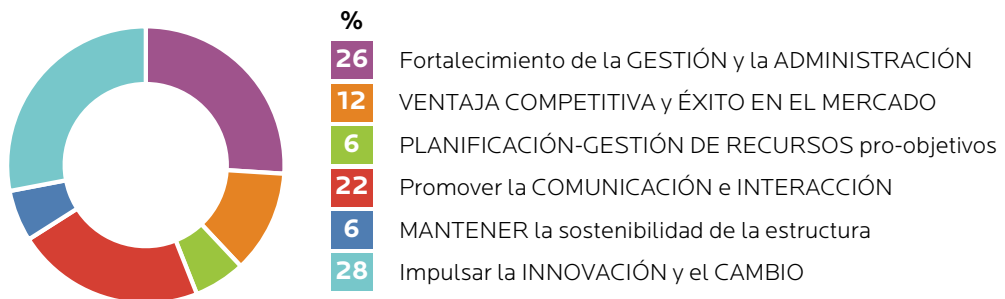 %
26 Fortalecimiento de la GESTIÓN y la ADMINISTRACIÓN
12 VENTAJA COMPETITIVA y ÉXITO EN EL MERCADO
6 PLANIFICACIÓN-GESTIÓN DE RECURSOS pro-objetivos
22 Promover la COMUNICACIÓN e INTERACCIÓN
6 MANTENER la sostenibilidad de la estructura
28 Impulsar la INNOVACIÓN y el CAMBIO